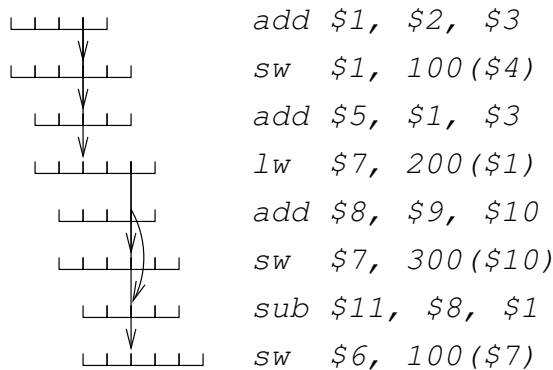 add $1, $2, $3
sw $1, 100($4)
add $5, $1, $3
lw $7, 200($1)
add $8, $9, $10
sw $7, 300($10)
sub $11, $8, $1
sw $6, 100($7)